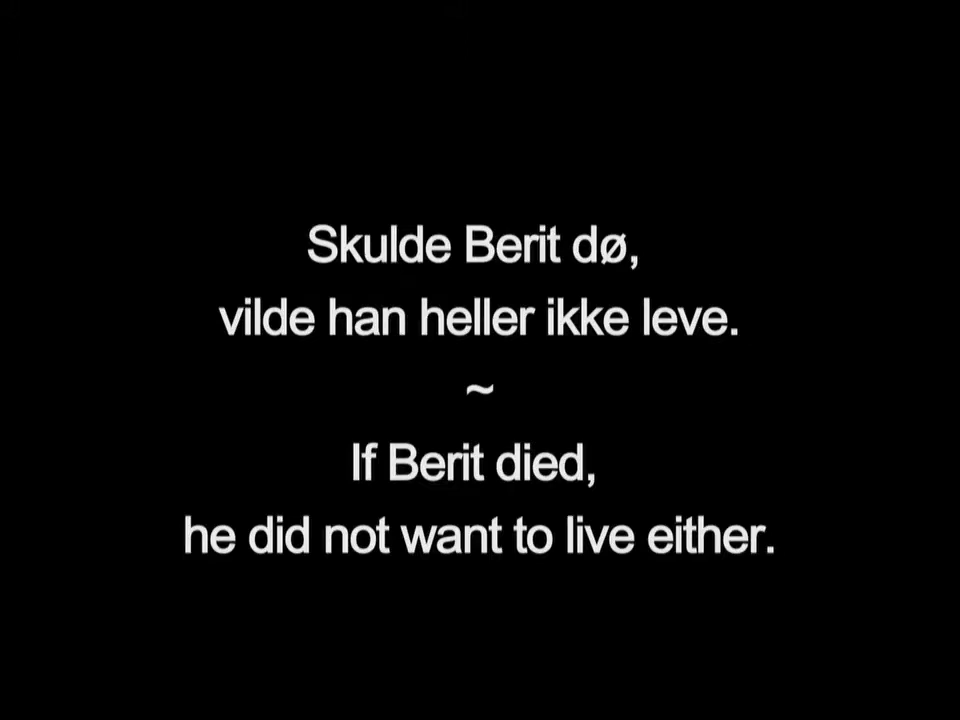 Skulde Berit dø,
vilde han heller ikke leve.
~
If Berit died,
he did not want to live either.